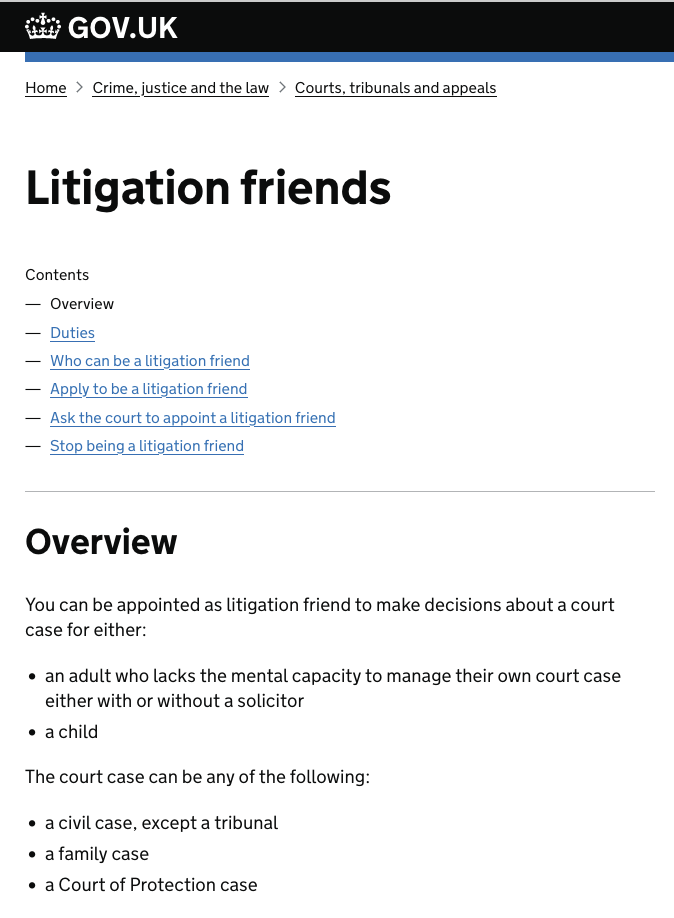 GOV.UK
Home > Crime, justice and the law > Courts, tribunals and appeals
Litigation friends
Contents
— Overview
— Duties
— Who can be a litigation friend
— Apply to be a litigation friend
— Ask the court to appoint a litigation friend
— Stop being a litigation friend
Overview
You can be appointed as litigation friend to make decisions about a court
case for either:
• an adult who lacks the mental capacity to manage their own court case
either with or without a solicitor
• a child
The court case can be any of the following:
• a civil case, except a tribunal
• a family case
• a Court of Protection case